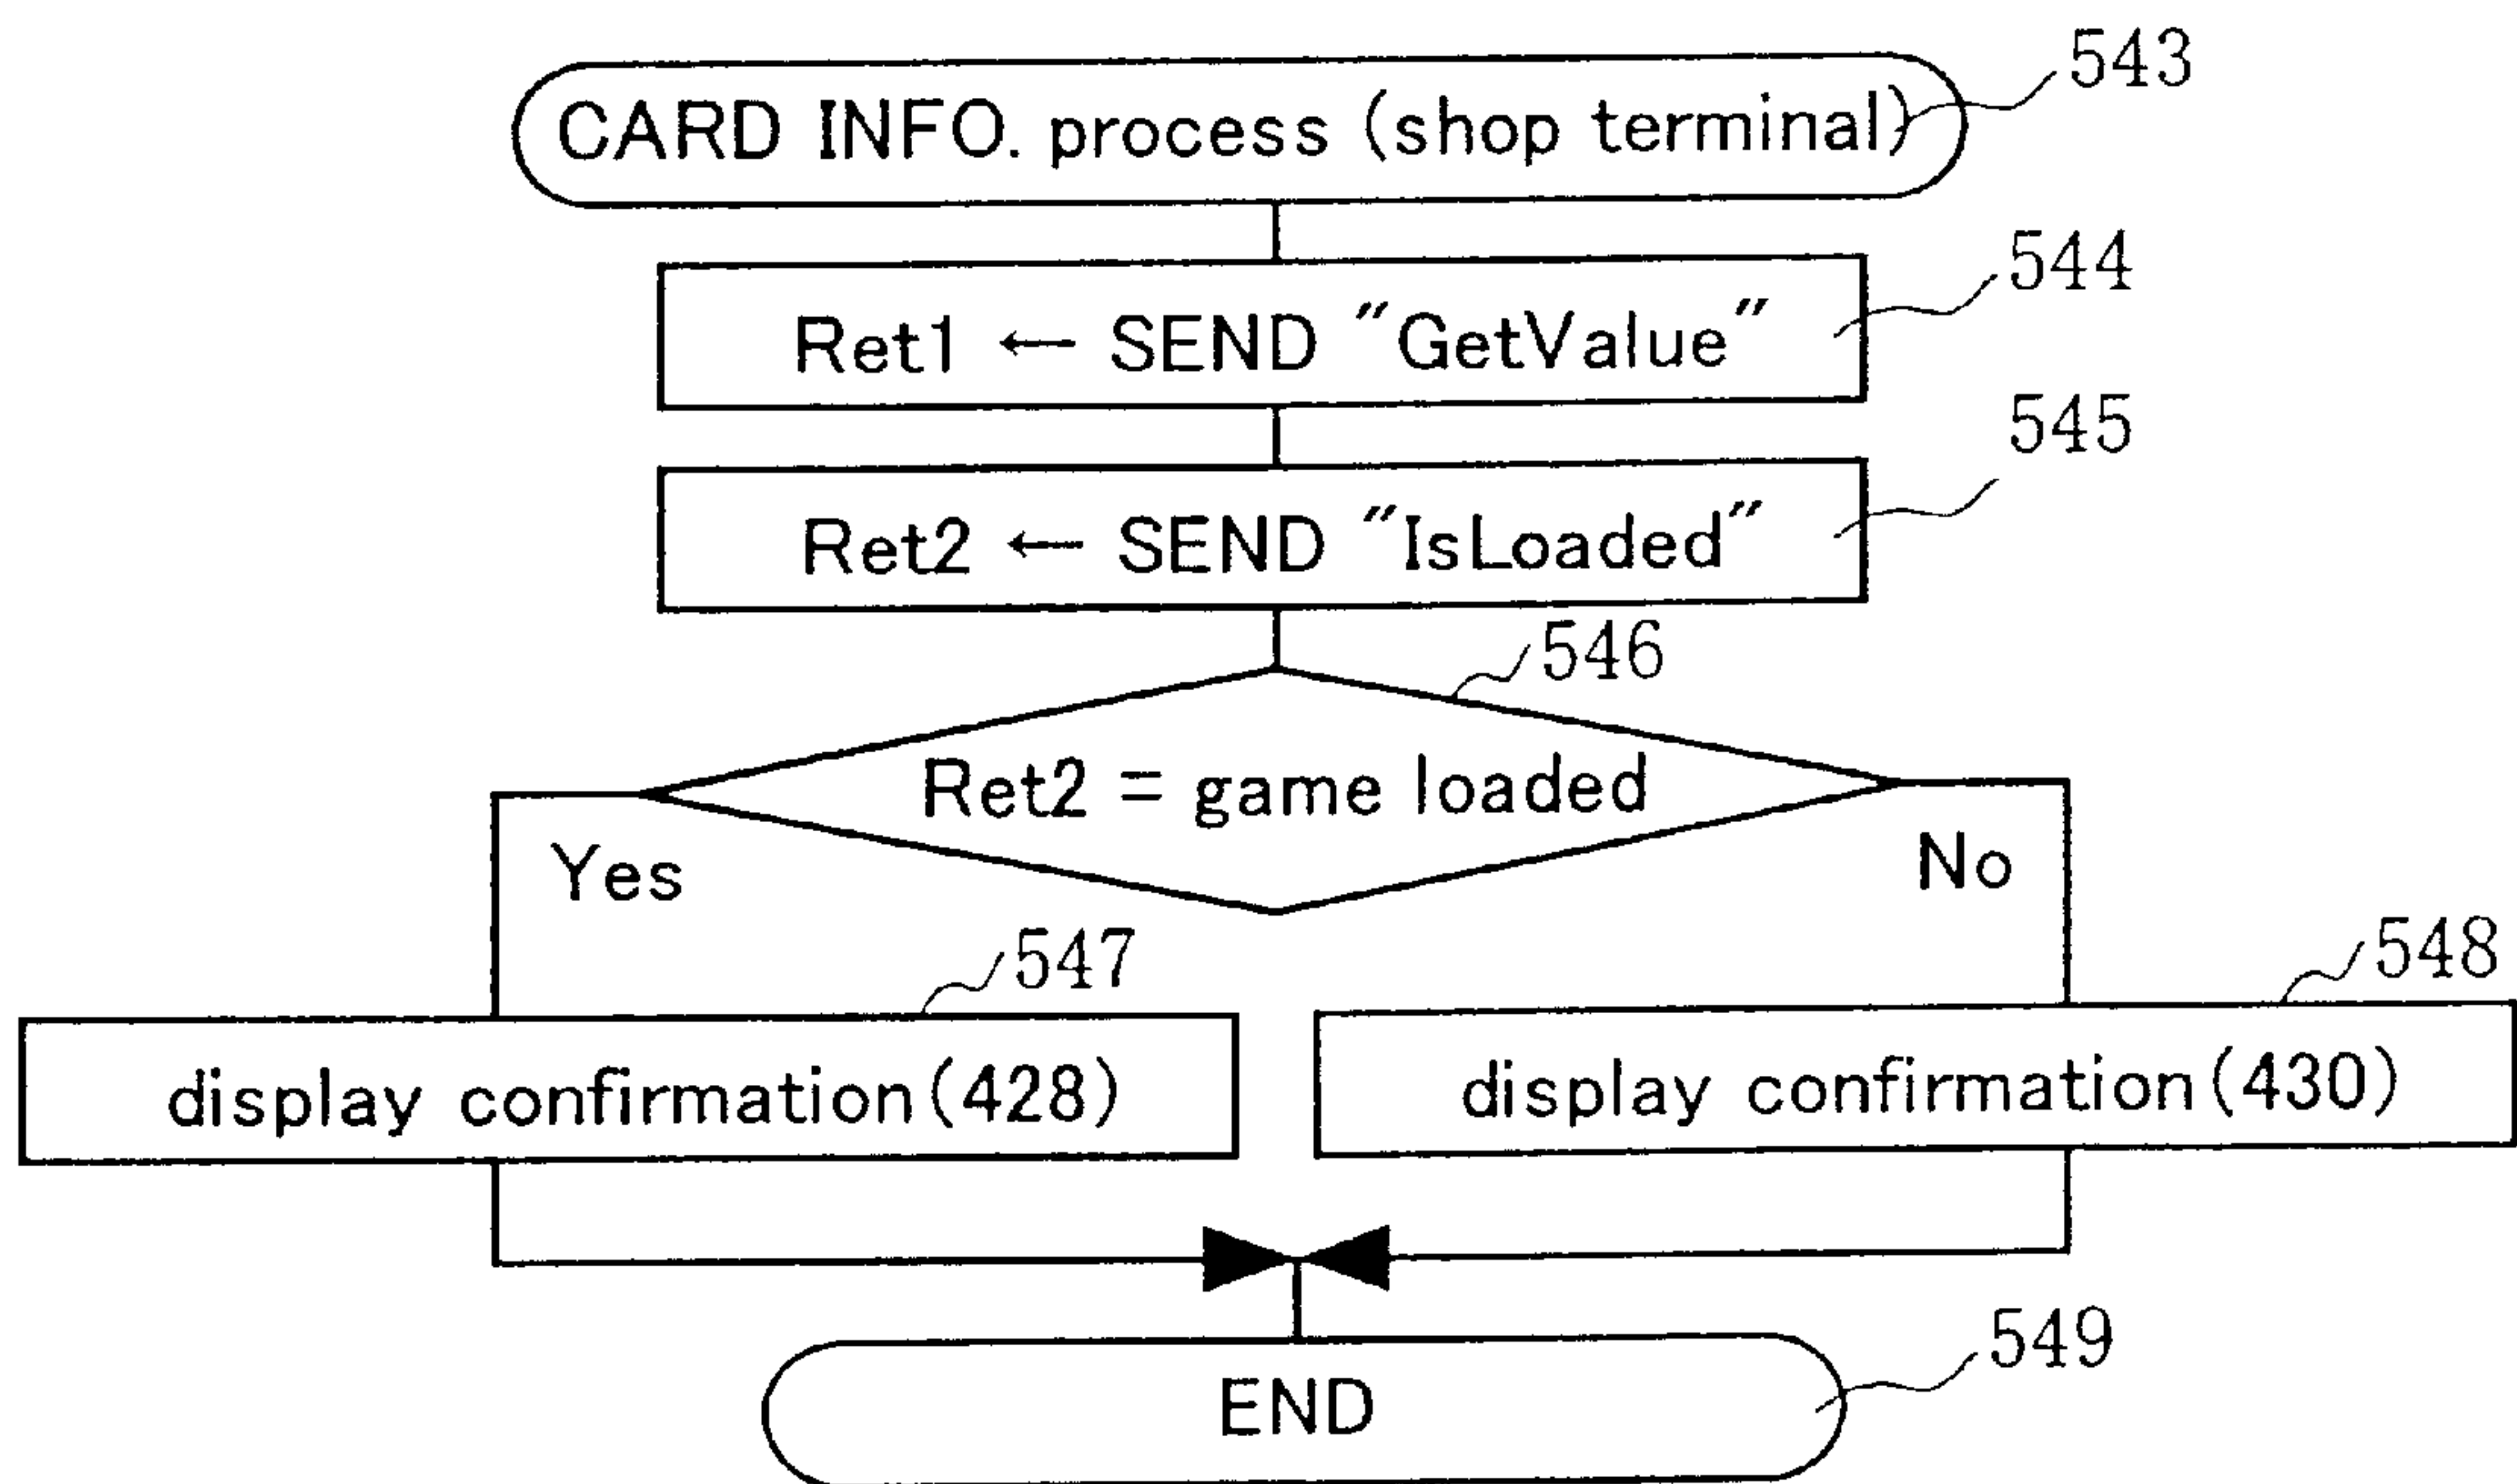 543
CARD INFO. process (shop terminal)
544
Ret1 ← SEND "GetValue"
545
Ret2 ← SEND "IsLoaded"
546
Ret2 = game loaded
Yes
No
547
548
display confirmation(428)
display confirmation(430)
549
END